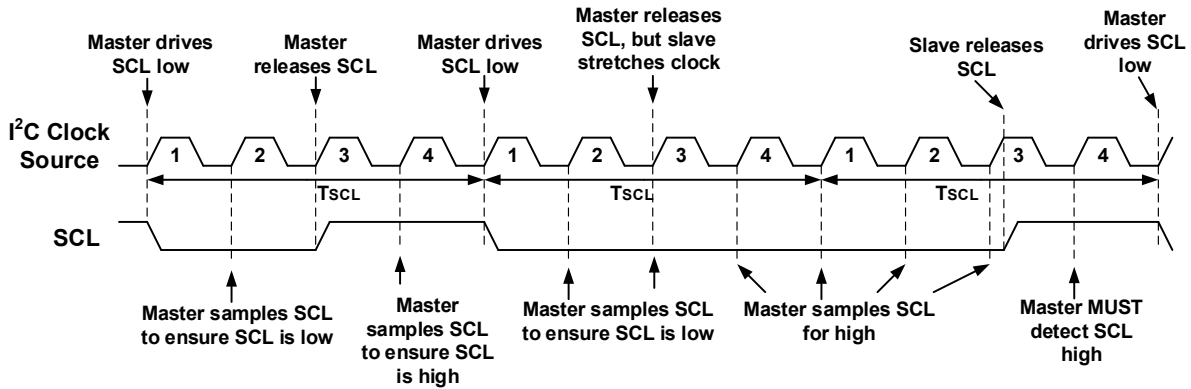 Master drives
SCL low
Master
releases SCL
Master drives
SCL low
Master releases
SCL, but slave
stretches clock
Slave releases
SCL
Master
drives SCL
low
I²C Clock
Source
1 2 3 4 1 2 3 4 1 2 3 4
TSCL TSCL TSCL
SCL
Master samples SCL
to ensure SCL is low
Master
samples SCL
to ensure SCL
is high
Master samples SCL
to ensure SCL is low
Master samples SCL
for high
Master MUST
detect SCL
high